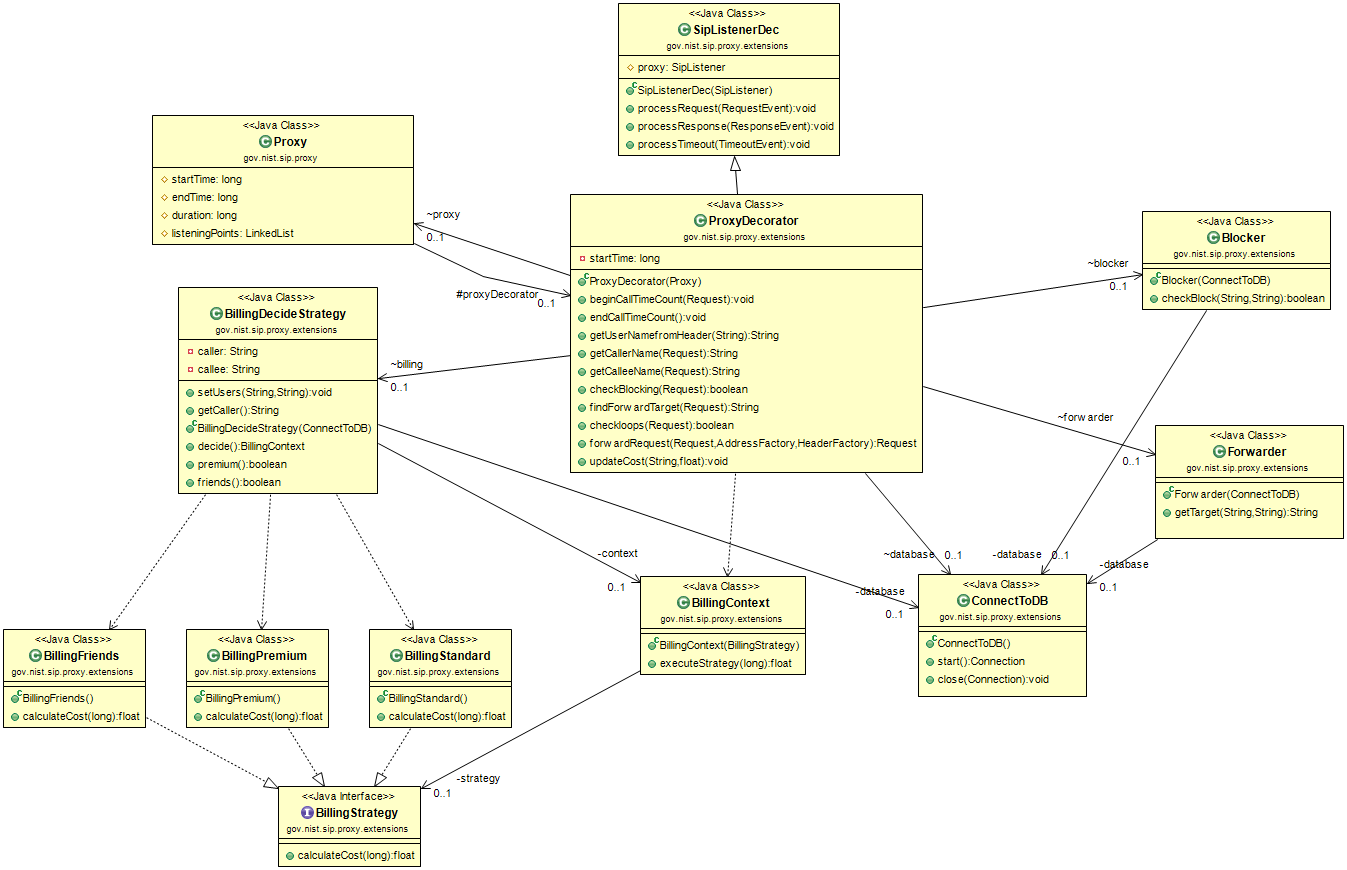 <<Java Class>>
SipListenerDec
gov.nist.sip.proxy.extensions
proxy: SipListener
SipListenerDec(SipListener)
processRequest(RequestEvent):void
processResponse(ResponseEvent):void
processTimeout(TimeoutEvent):void
<<Java Class>>
Proxy
gov.nist.sip.proxy
startTime: long
endTime: long
duration: long
listeningPoints: LinkedList
~proxy
0..1
#proxyDecorator
0..1
<<Java Class>>
ProxyDecorator
gov.nist.sip.proxy.extensions
startTime: long
ProxyDecorator(Proxy)
beginCallTimeCount(Request):void
endCallTimeCount():void
getUserNamefromHeader(String):String
getCallerName(Request):String
getCalleeName(Request):String
checkBlocking(Request):boolean
findForwardTarget(Request):String
checkloops(Request):boolean
forwardRequest(Request,AddressFactory,HeaderFactory):Request
updateCost(String,float):void
~blocker
0..1
<<Java Class>>
Blocker
gov.nist.sip.proxy.extensions
Blocker(ConnectToDB)
checkBlock(String,String):boolean
<<Java Class>>
BillingDecideStrategy
gov.nist.sip.proxy.extensions
caller: String
callee: String
setUsers(String,String):void
getCaller():String
BillingDecideStrategy(ConnectToDB)
decide():BillingContext
premium():boolean
friends():boolean
~billing
0..1
~forwarder
0..1
<<Java Class>>
Forwarder
gov.nist.sip.proxy.extensions
Forwarder(ConnectToDB)
getTarget(String,String):String
-context
0..1
-database
0..1
~database
0..1
-database
0..1
-database
0..1
<<Java Class>>
BillingContext
gov.nist.sip.proxy.extensions
BillingContext(BillingStrategy)
executeStrategy(long):float
<<Java Class>>
ConnectToDB
gov.nist.sip.proxy.extensions
ConnectToDB()
start():Connection
close(Connection):void
<<Java Class>>
BillingFriends
gov.nist.sip.proxy.extensions
BillingFriends()
calculateCost(long):float
<<Java Class>>
BillingPremium
gov.nist.sip.proxy.extensions
BillingPremium()
calculateCost(long):float
<<Java Class>>
BillingStandard
gov.nist.sip.proxy.extensions
BillingStandard()
calculateCost(long):float
-strategy
0..1
<<Java Interface>>
BillingStrategy
gov.nist.sip.proxy.extensions
calculateCost(long):float